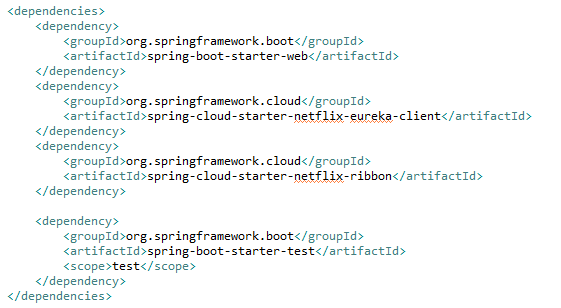 <dependencies>
    <dependency>
        <groupId>org.springframework.boot</groupId>
        <artifactId>spring-boot-starter-web</artifactId>
    </dependency>
    <dependency>
        <groupId>org.springframework.cloud</groupId>
        <artifactId>spring-cloud-starter-netflix-eureka-client</artifactId>
    </dependency>
    <dependency>
        <groupId>org.springframework.cloud</groupId>
        <artifactId>spring-cloud-starter-netflix-ribbon</artifactId>
    </dependency>

    <dependency>
        <groupId>org.springframework.boot</groupId>
        <artifactId>spring-boot-starter-test</artifactId>
        <scope>test</scope>
    </dependency>
</dependencies>